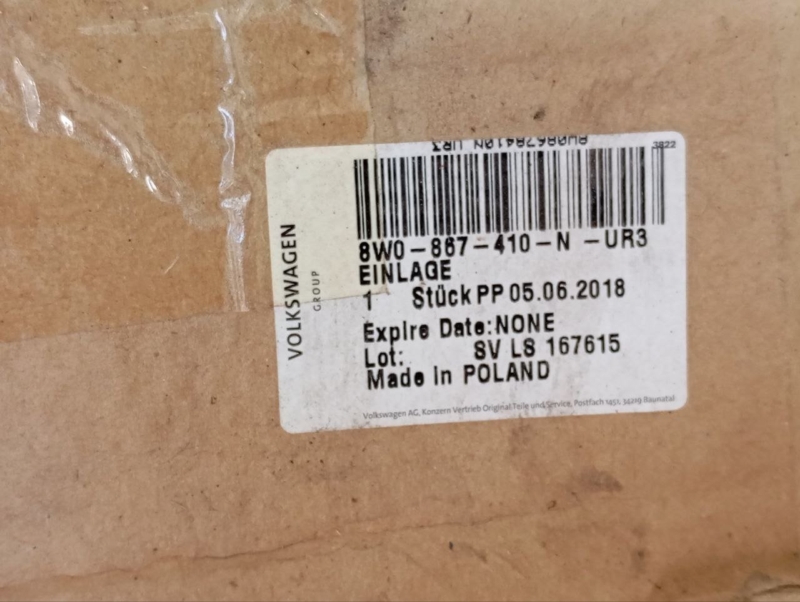 8W0867410N UR3
3822
8W0-867-410-N -UR3
EINLAGE
1 Stück PP 05.06.2018
Expire Date:NONE
Lot: SV LS 167615
Made in POLAND
VOLKSWAGEN
GROUP
Volkswagen AG, Konzern Vertrieb Original Teile und Service, Postfach 1451, 34219 Baunatal